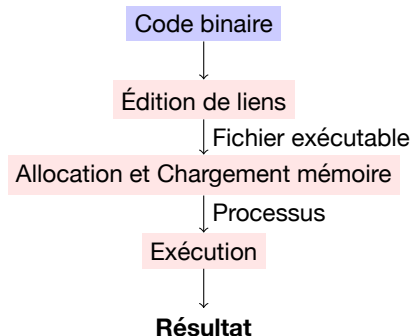 Code binaire
Édition de liens
Fichier exécutable
Allocation et Chargement mémoire
Processus
Exécution
Résultat